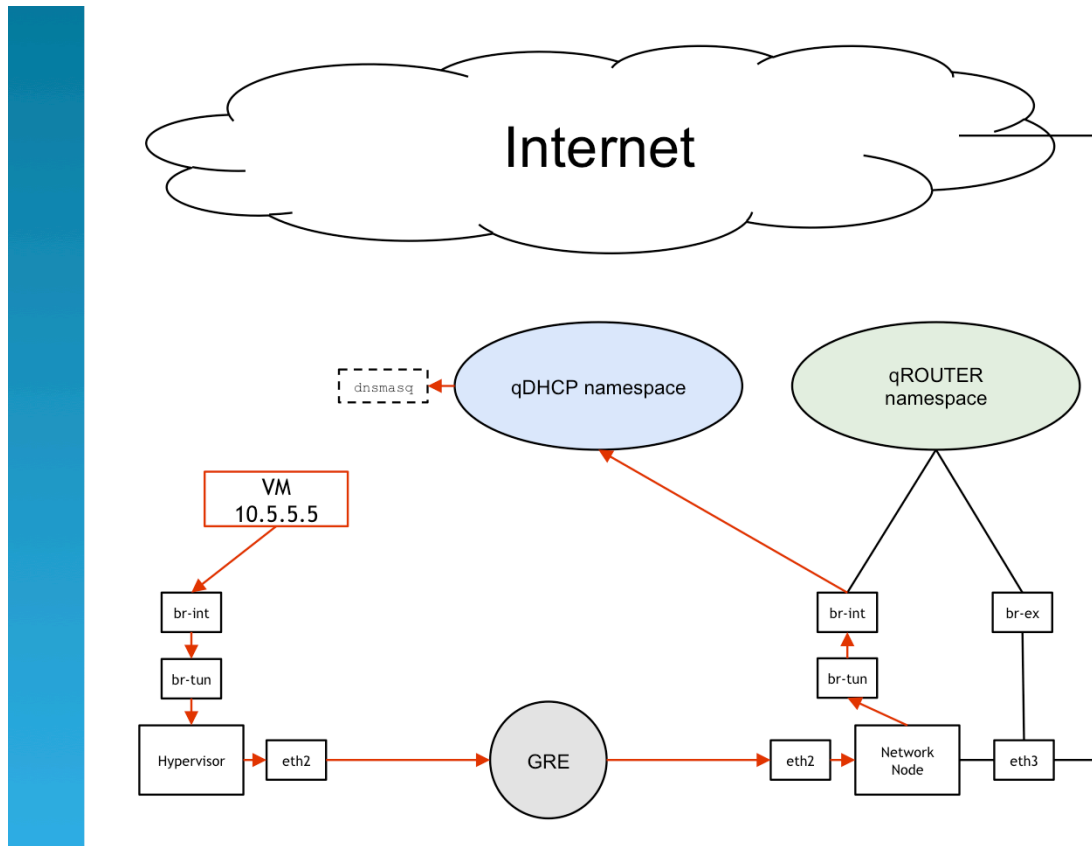 Internet
dnsmasq
qDHCP namespace
qROUTER
namespace
VM
10.5.5.5
br-int
br-int
br-ex
br-tun
br-tun
Hypervisor
eth2
GRE
eth2
Network
Node
eth3